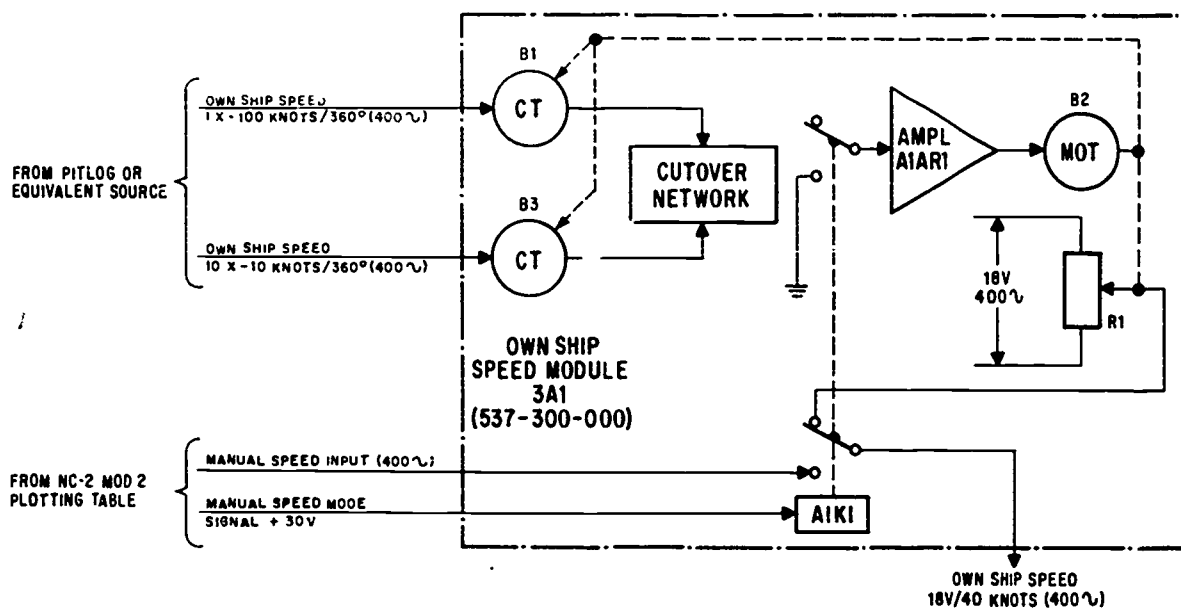 B1
CT
OWN SHIP SPEED
1 X -100 KNOTS/360° (400∿)
FROM PITLOG OR
EQUIVALENT SOURCE
CUTOVER
NETWORK
AMPL
A1AR1
B2
MOT
B3
CT
OWN SHIP SPEED
10 X -10 KNOTS/360° (400∿)
18V
400∿
R1
OWN SHIP
SPEED MODULE
3A1
(537-300-000)
FROM NC-2 MOD 2
PLOTTING TABLE
MANUAL SPEED INPUT (400∿)
MANUAL SPEED MODE
SIGNAL + 30V
A1K1
OWN SHIP SPEED
18V/40 KNOTS (400∿)